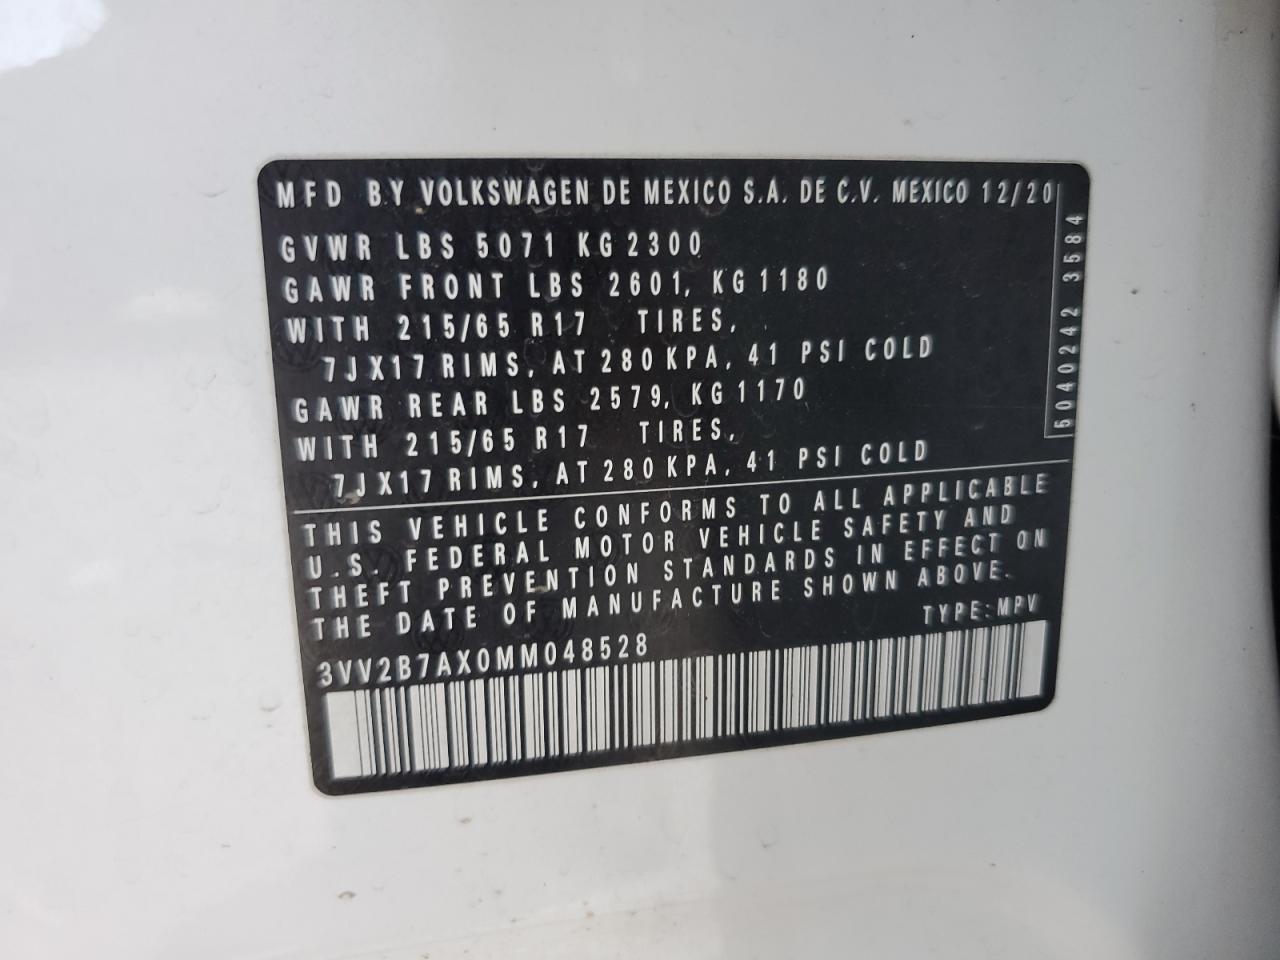 MFD BY VOLKSWAGEN DE MEXICO S.A. DE C.V. MEXICO 12/20
GVWR LBS 5071 KG 2300
GAWR FRONT LBS 2601, KG 1180
WITH 215/65 R17 TIRES,
7JX17 RIMS, AT 280 KPA, 41 PSI COLD
GAWR REAR LBS 2579, KG 1170
WITH 215/65 R17 TIRES,
7JX17 RIMS, AT 280 KPA, 41 PSI COLD
5040242 3584
THIS VEHICLE CONFORMS TO ALL APPLICABLE
U.S. FEDERAL MOTOR VEHICLE SAFETY AND
THEFT PREVENTION STANDARDS IN EFFECT ON
THE DATE OF MANUFACTURE SHOWN ABOVE.
TYPE:MPV
3VV2B7AX0MM048528